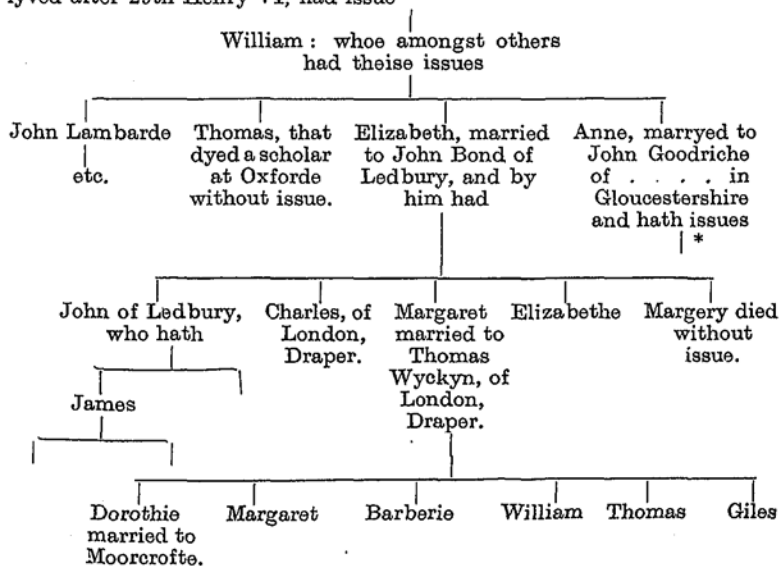 lyved after 29th Henry VI, had issue
William : whoe amongst others
had theise issues
John Lambarde
etc.
Thomas, that
dyed a scholar
at Oxforde
without issue.
Elizabeth, married
to John Bond of
Ledbury, and by
him had
Anne, marryed to
John Goodriche
of . . . . in
Gloucestershire
and hath issues
*
John of Ledbury,
who hath
Charles, of
London,
Draper.
Margaret
married to
Thomas
Wyckyn, of
London,
Draper.
Elizabethe
Margery died
without
issue.
James
Dorothie
married to
Moorcrofte.
Margaret
Barberie
William
Thomas
Giles